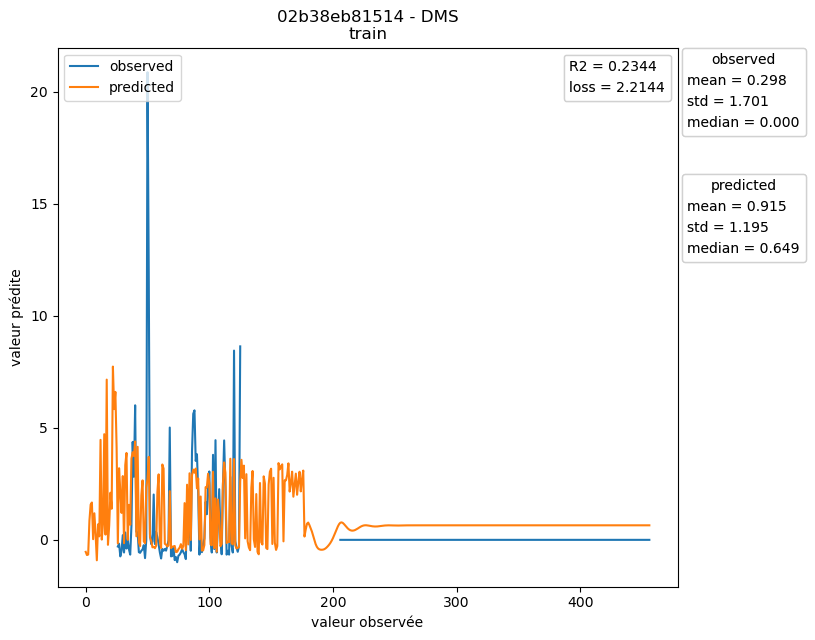 02b38eb81514 - DMS
train
observed
predicted
R2 = 0.2344
loss = 2.2144
observed
mean = 0.298
std = 1.701
median = 0.000
predicted
mean = 0.915
std = 1.195
median = 0.649
valeur prédite
20
15
10
5
0
0 100 200 300 400
valeur observée